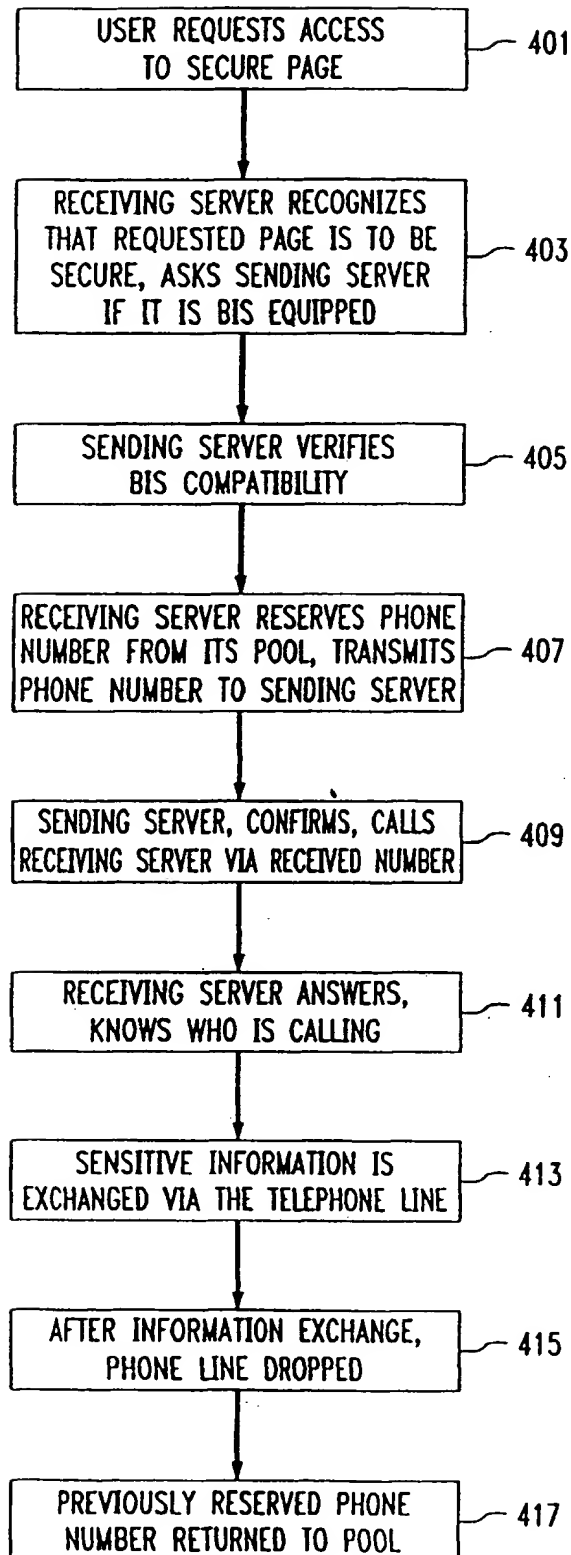 USER REQUESTS ACCESS
TO SECURE PAGE
401
RECEIVING SERVER RECOGNIZES
THAT REQUESTED PAGE IS TO BE
SECURE, ASKS SENDING SERVER
IF IT IS BIS EQUIPPED
403
SENDING SERVER VERIFIES
BIS COMPATIBILITY
405
RECEIVING SERVER RESERVES PHONE
NUMBER FROM ITS POOL, TRANSMITS
PHONE NUMBER TO SENDING SERVER
407
SENDING SERVER, CONFIRMS, CALLS
RECEIVING SERVER VIA RECEIVED NUMBER
409
RECEIVING SERVER ANSWERS,
KNOWS WHO IS CALLING
411
SENSITIVE INFORMATION IS
EXCHANGED VIA THE TELEPHONE LINE
413
AFTER INFORMATION EXCHANGE,
PHONE LINE DROPPED
415
PREVIOUSLY RESERVED PHONE
NUMBER RETURNED TO POOL
417